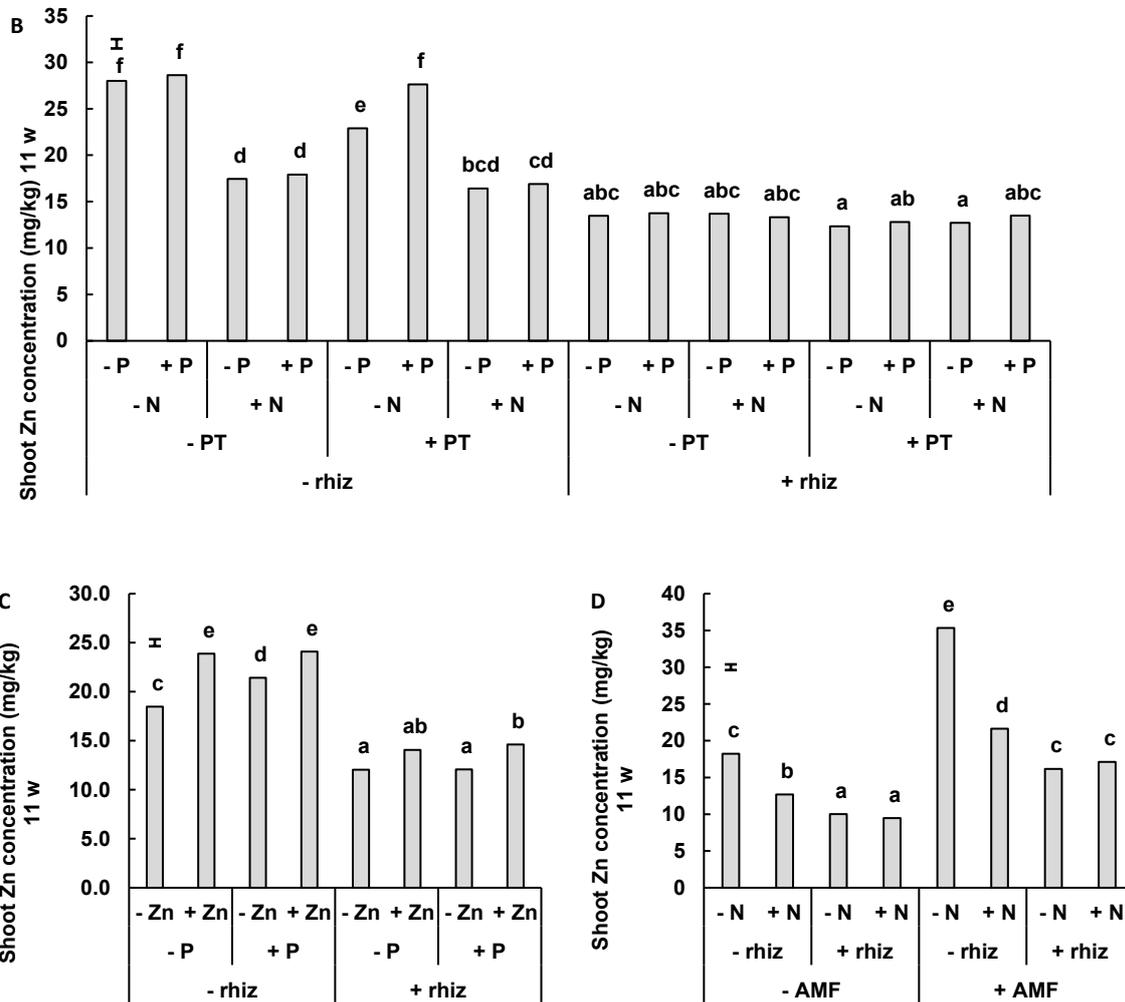 B
Shoot Zn concentration (mg/kg) 11 w
35
30
25
20
15
10
5
0
f f d d e f bcd cd abc abc abc abc a ab a abc
- P + P - P + P - P + P - P + P - P + P - P + P - P + P - P + P
- N + N - N + N - N + N - N + N
- PT + PT - PT + PT
- rhiz + rhiz
C
Shoot Zn concentration (mg/kg)
11 w
30.0
25.0
20.0
15.0
10.0
5.0
0.0
c e d e a ab a b
- Zn + Zn - Zn + Zn - Zn + Zn - Zn + Zn
- P + P - P + P
- rhiz + rhiz
D
Shoot Zn concentration (mg/kg)
11 w
40
35
30
25
20
15
10
5
0
c b a a e d c c
- N + N - N + N - N + N - N + N
- rhiz + rhiz - rhiz + rhiz
- AMF + AMF